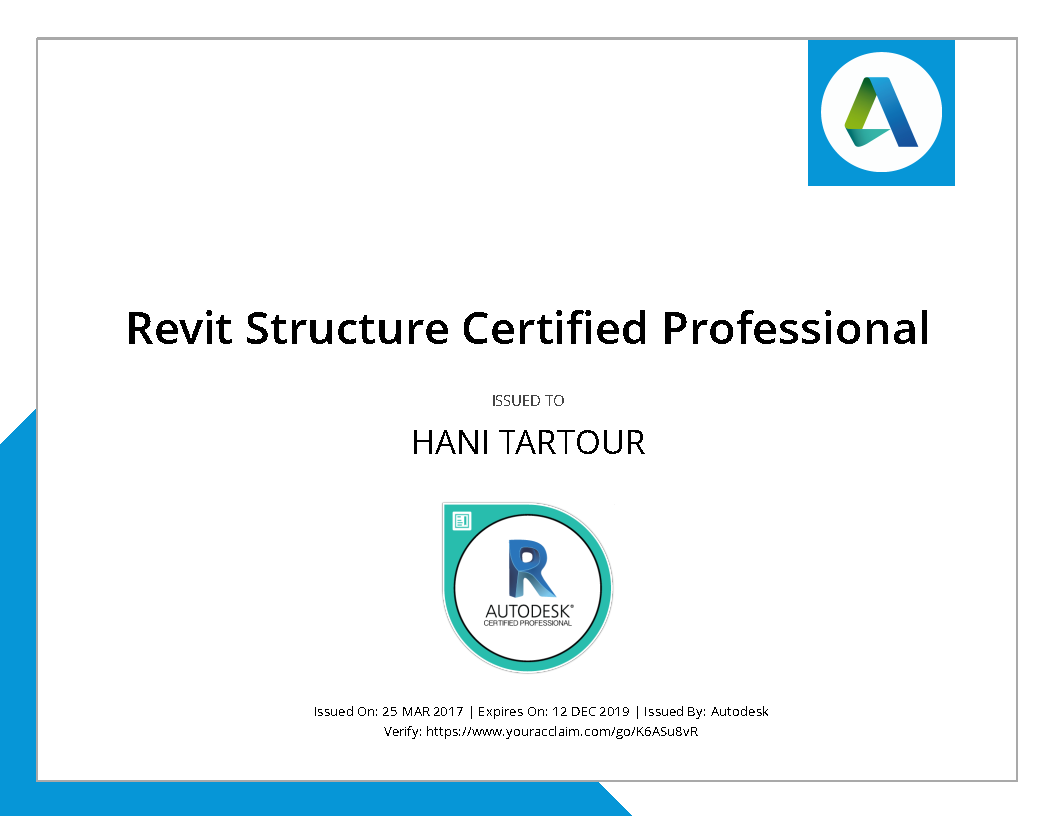 Revit Structure Certified Professional
ISSUED TO
HANI TARTOUR
AUTODESK®
CERTIFIED PROFESSIONAL
Issued On: 25 MAR 2017 | Expires On: 12 DEC 2019 | Issued By: Autodesk
Verify: https://www.youracclaim.com/go/K6ASu8vR